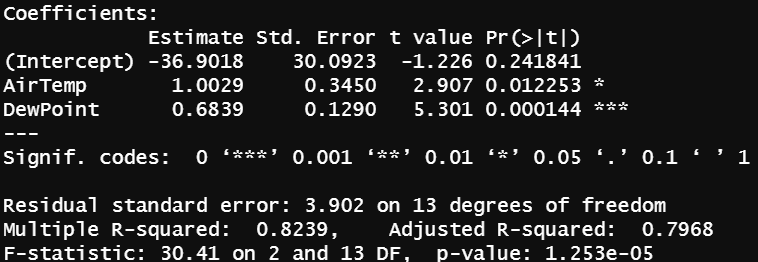 Coefficients:
            Estimate Std. Error t value Pr(>|t|)
(Intercept) -36.9018    30.0923  -1.226 0.241841
AirTemp       1.0029     0.3450   2.907 0.012253 *
DewPoint      0.6839     0.1290   5.301 0.000144 ***
---
Signif. codes:  0 ‘***’ 0.001 ‘**’ 0.01 ‘*’ 0.05 ‘.’ 0.1 ‘ ’ 1
Residual standard error: 3.902 on 13 degrees of freedom
Multiple R-squared:  0.8239,    Adjusted R-squared:  0.7968
F-statistic: 30.41 on 2 and 13 DF,  p-value: 1.253e-05